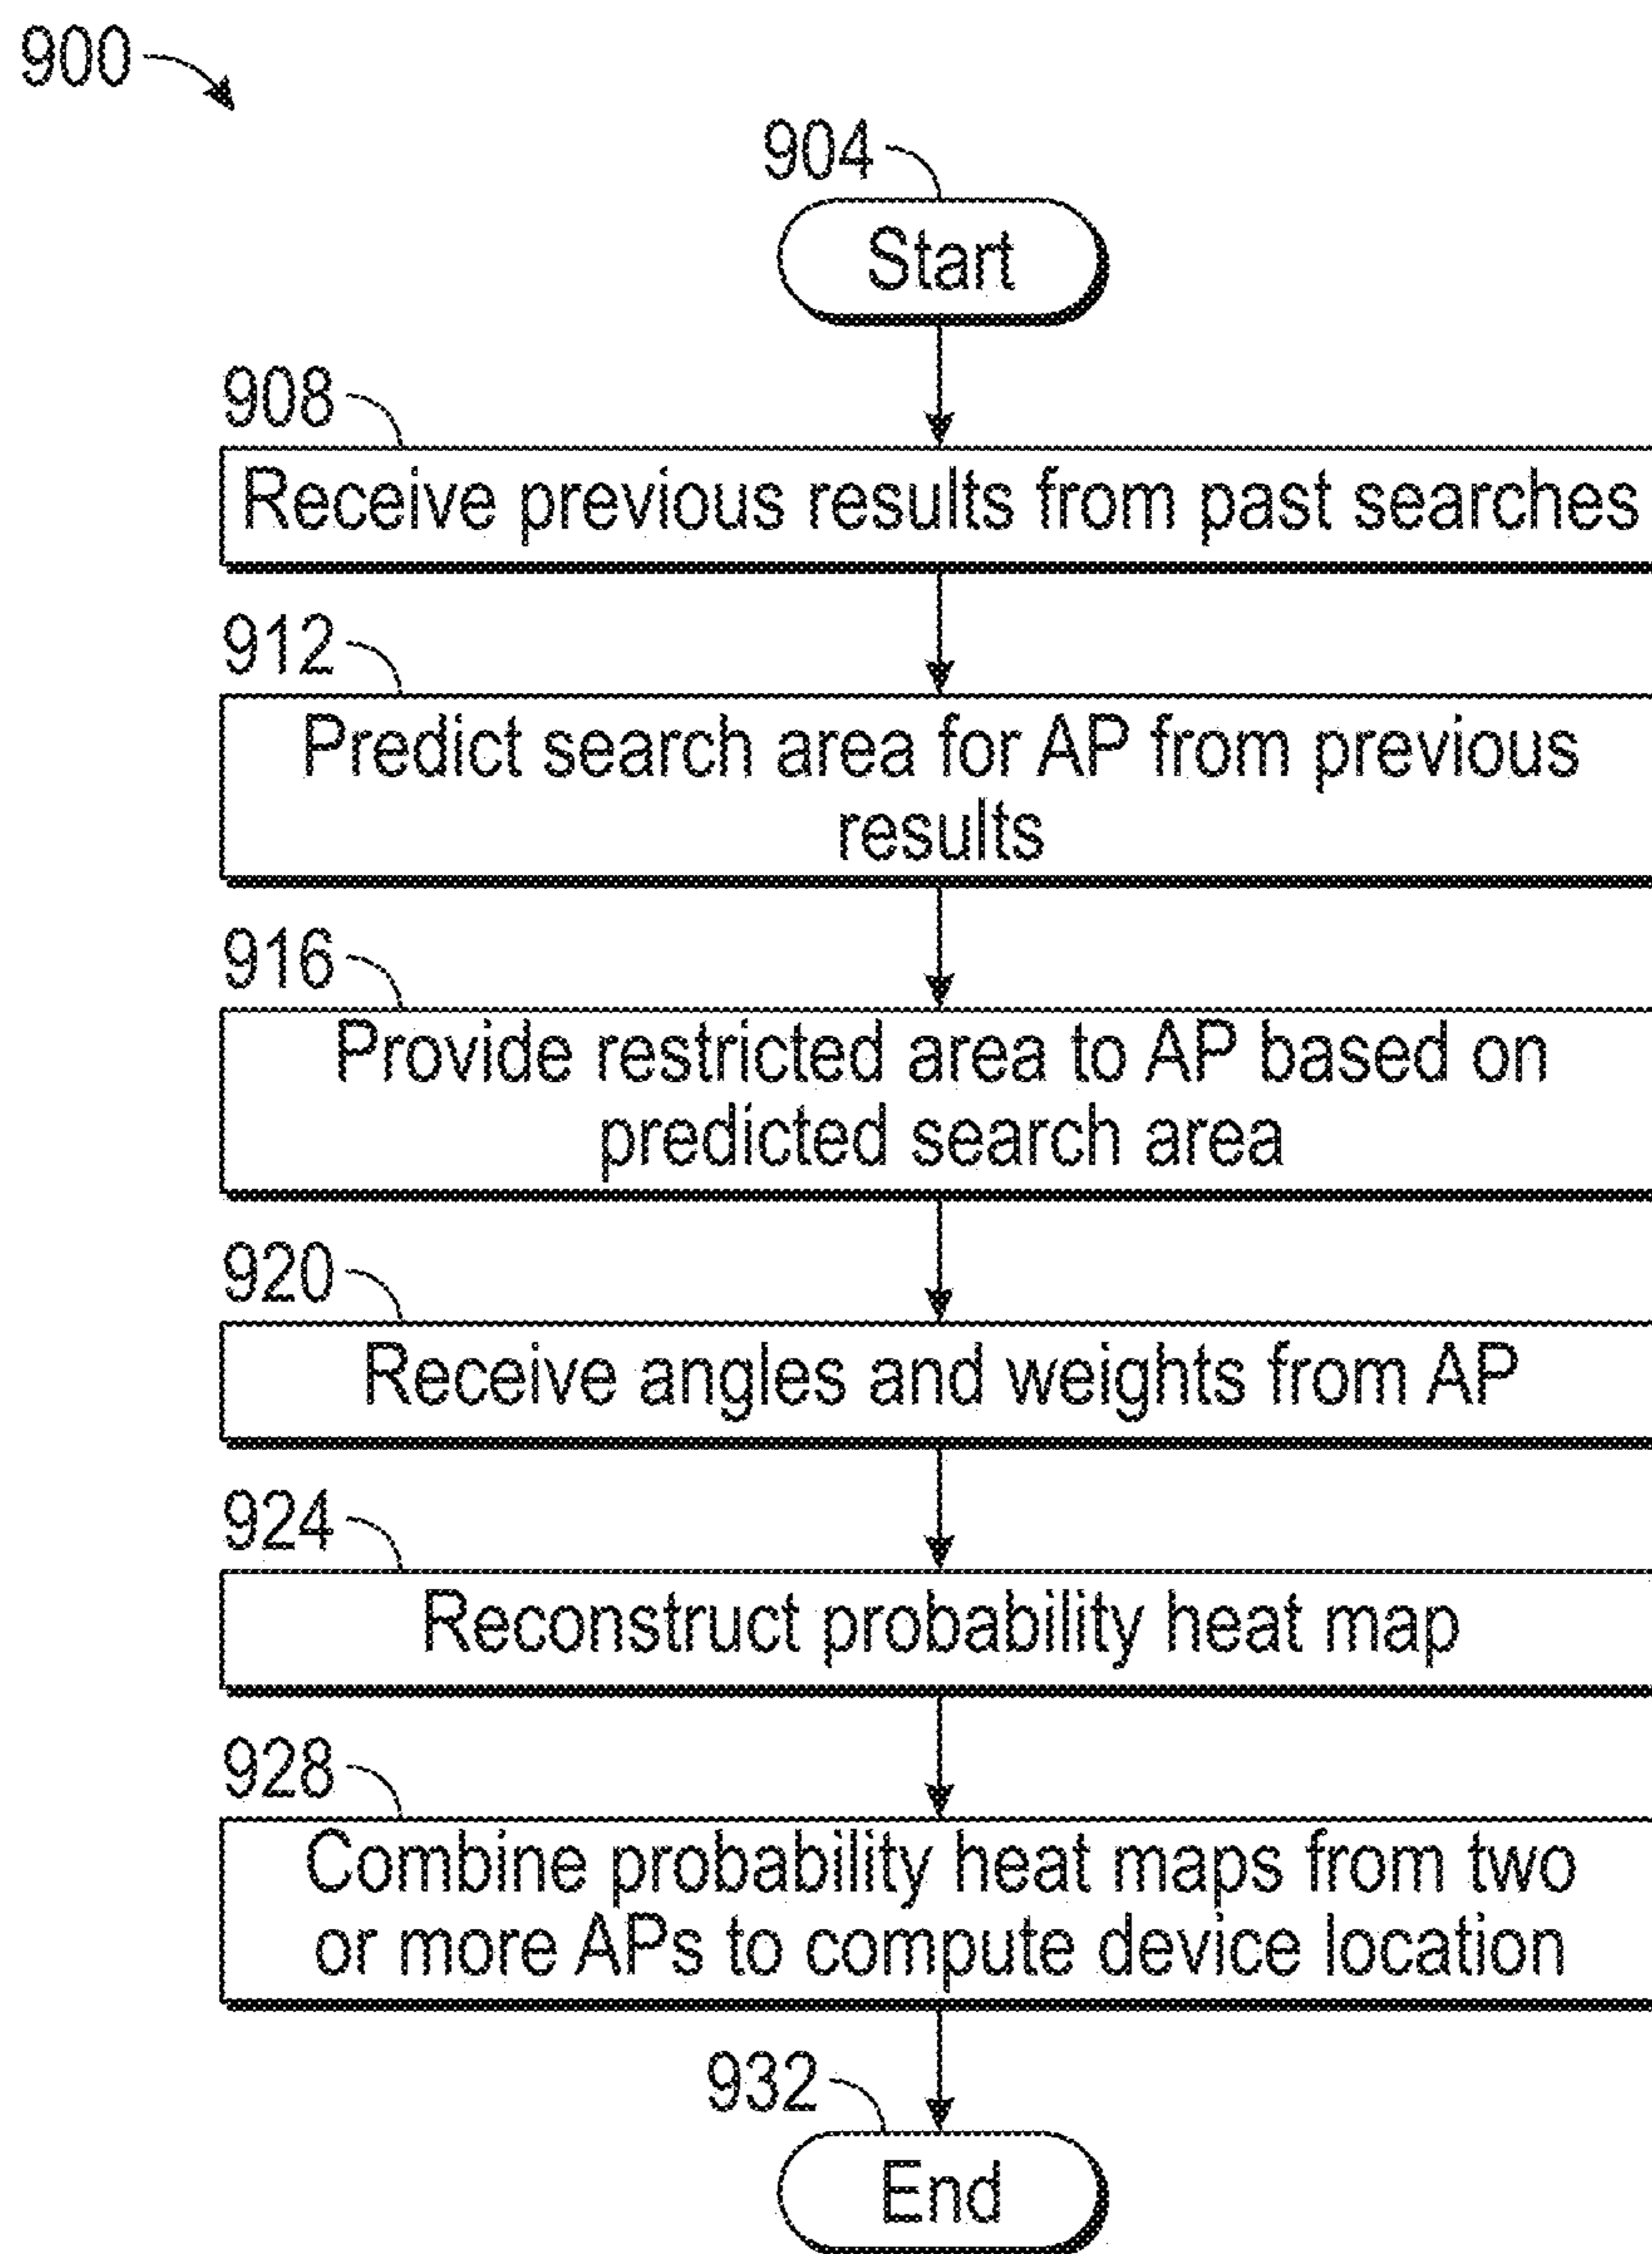 900
904
Start
908
Receive previous results from past searches
912
Predict search area for AP from previous
results
916
Provide restricted area to AP based on
predicted search area
920
Receive angles and weights from AP
924
Reconstruct probability heat map
928
Combine probability heat maps from two
or more APs to compute device location
932
End